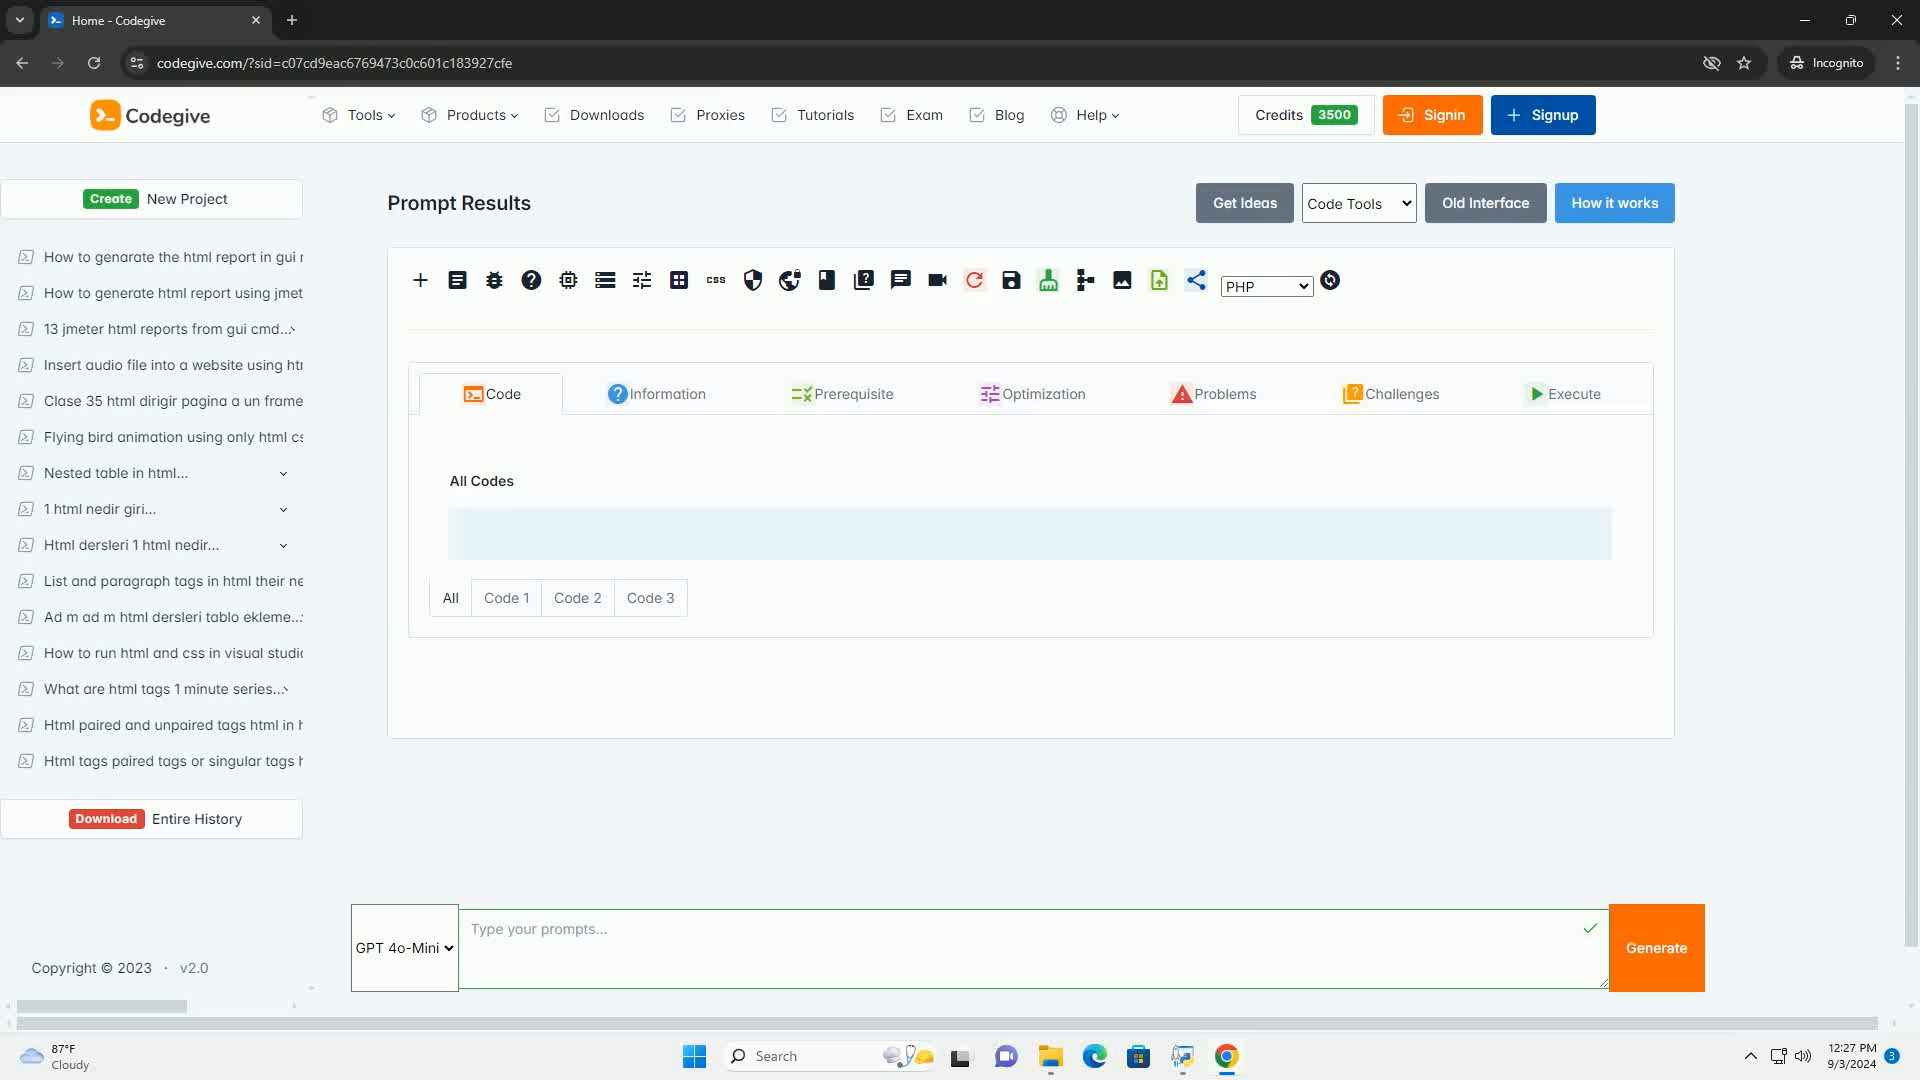 Home - Codegive
codegive.com/?sid=c07cd9eac6769473c0c601c183927cfe
Incognito
Codegive
Tools
Products
Downloads
Proxies
Tutorials
Exam
Blog
Help
Credits 3500
Signin
Signup
Create New Project
How to genarate the html report in gui
How to generate html report using jmet
13 jmeter html reports from gui cmd...
Insert audio file into a website using
Clase 35 html dirigir pagina a un frame
Flying bird animation using only html
Nested table in html...
1 html nedir giri...
Html dersleri 1 html nedir...
List and paragraph tags in html their
Ad m ad m html dersleri tablo ekleme...
How to run html and css in visual
What are html tags 1 minute series...
Html paired and unpaired tags html in
Html tags paired tags or singular tags
Download Entire History
Copyright © 2023 · v2.0
Prompt Results
Get Ideas
Code Tools
Old Interface
How it works
css
PHP
Code
Information
Prerequisite
Optimization
Problems
Challenges
Execute
All Codes
All
Code 1
Code 2
Code 3
GPT 4o-Mini
Type your prompts...
Generate
87°F
Cloudy
Search
12:27 PM
9/3/2024
3